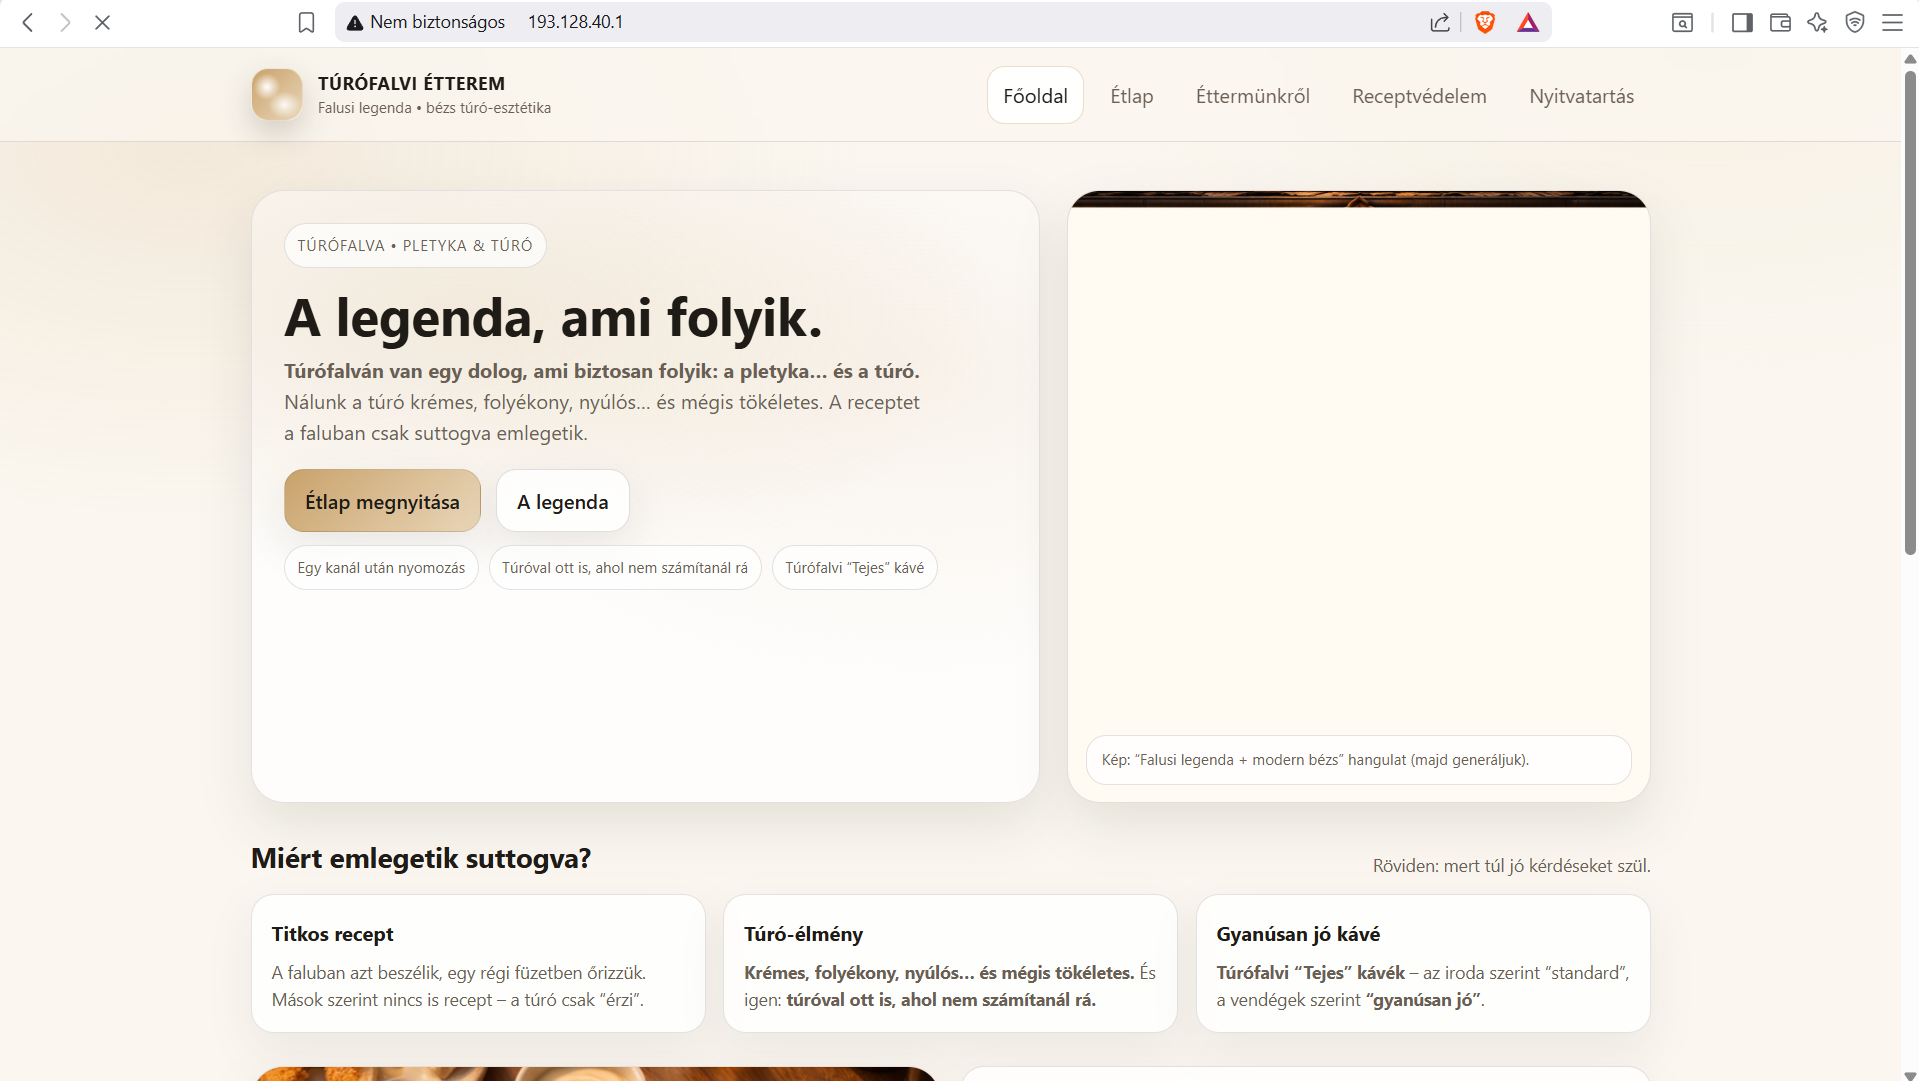 Nem biztonságos 193.128.40.1
TÚRÓFALVI ÉTTEREM
Falusi legenda • bézs túró-esztétika
Főoldal
Étlap
Éttermünkről
Receptvédelem
Nyitvatartás
TÚRÓFALVA • PLETYKA & TÚRÓ
A legenda, ami folyik.
Túrófalván van egy dolog, ami biztosan folyik: a pletyka... és a túró.
Nálunk a túró krémes, folyékony, nyúlós... és mégis tökéletes. A receptet
a faluban csak suttogva emlegetik.
Étlap megnyitása
A legenda
Egy kanál után nyomozás
Túróval ott is, ahol nem számítanál rá
Túrófalvi “Tejes” kávé
Kép: “Falusi legenda + modern bézs” hangulat (majd generáljuk).
Miért emlegetik suttogva?
Röviden: mert túl jó kérdéseket szül.
Titkos recept
A faluban azt beszélik, egy régi füzetben őrizzük.
Mások szerint nincs is recept – a túró csak “érzi”.
Túró-élmény
Krémes, folyékony, nyúlós... és mégis tökéletes. És
igen: túróval ott is, ahol nem számítanál rá.
Gyanúsan jó kávé
Túrófalvi “Tejes” kávék – az iroda szerint “standard”,
a vendégek szerint “gyanúsan jó”.